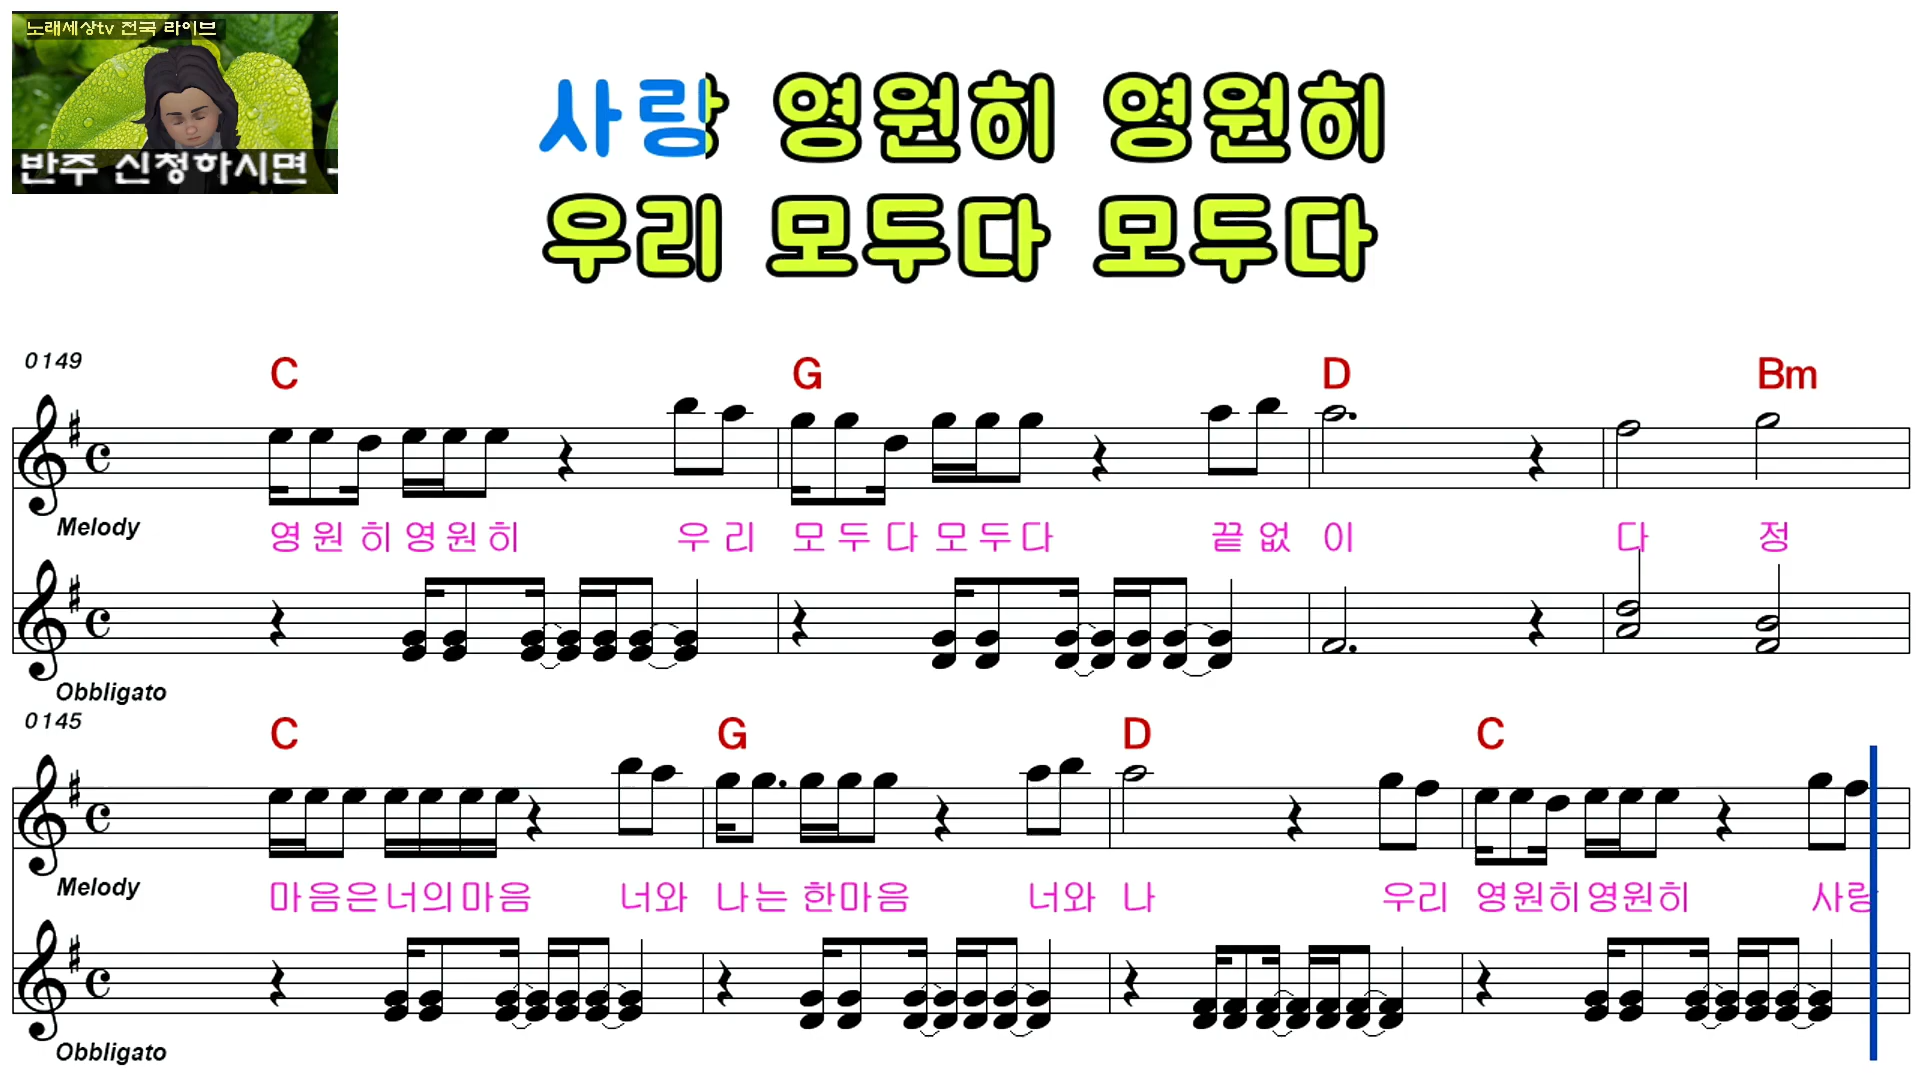 노래세상tv 전국 라이브
반주 신청하시면
사랑 영원히 영원히
우리 모두다 모두다
0149
C G D Bm
Melody
영원히영원히 우리 모두다모두다 끝없이 다정
Obbligato
0145
C G D C
Melody
마음은너의마음 너와 나는 한마음 너와 나 우리 영원히영원히 사랑
Obbligato